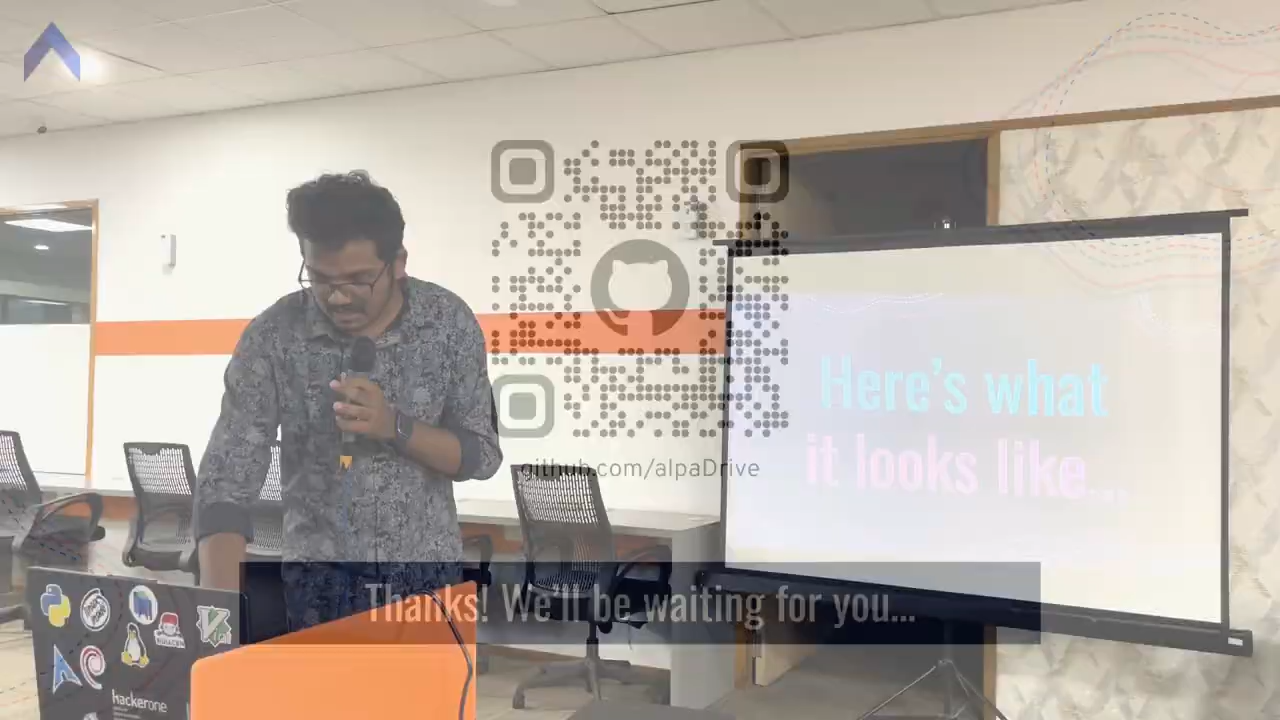 Here's what
it looks like...
github.com/alpaDrive
Thanks! We'll be waiting for you...
hackerone